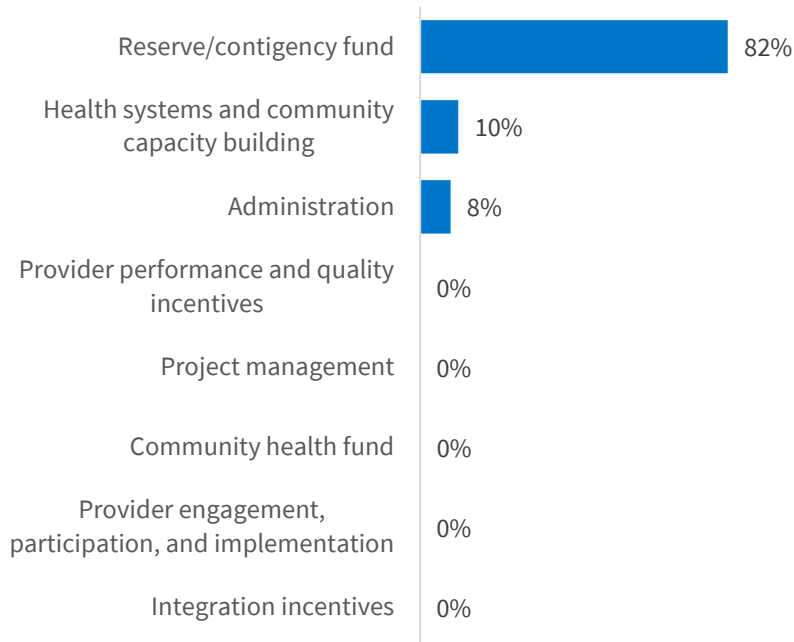 Reserve/contigency fund
82%
Health systems and community
capacity building
10%
Administration
8%
Provider performance and quality
incentives
0%
Project management
0%
Community health fund
0%
Provider engagement,
participation, and implementation
0%
Integration incentives
0%